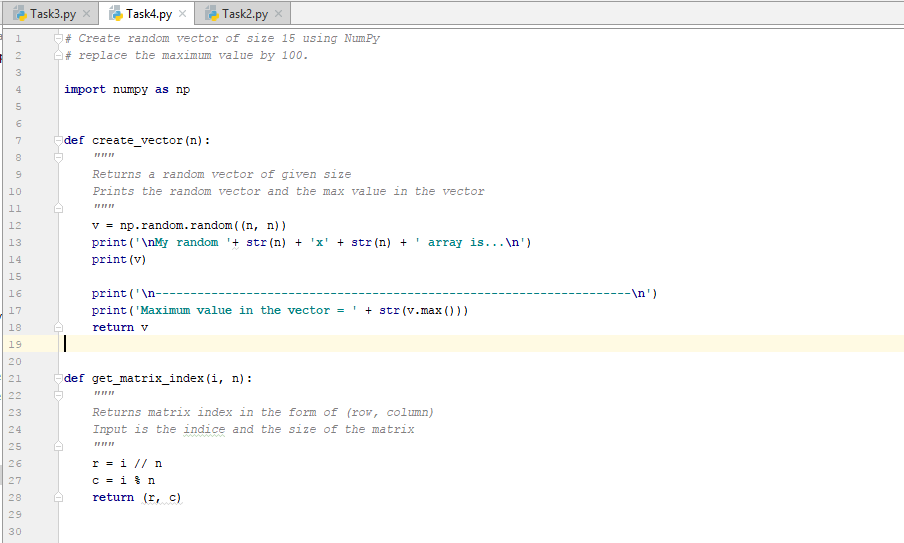 Task3.py Task4.py Task2.py
1 # Create random vector of size 15 using NumPy
2 # replace the maximum value by 100.
3
4 import numpy as np
5
6
7 def create_vector(n):
8     """
9     Returns a random vector of given size
10     Prints the random vector and the max value in the vector
11     """
12     v = np.random.random((n, n))
13     print('\nMy random '+ str(n) + 'x' + str(n) + ' array is...\n')
14     print(v)
15
16     print('\n--------------------------------------------------------------------\n')
17     print('Maximum value in the vector = ' + str(v.max()))
18     return v
19
20
21 def get_matrix_index(i, n):
22     """
23     Returns matrix index in the form of (row, column)
24     Input is the indice and the size of the matrix
25     """
26     r = i // n
27     c = i % n
28     return (r, c)
29
30